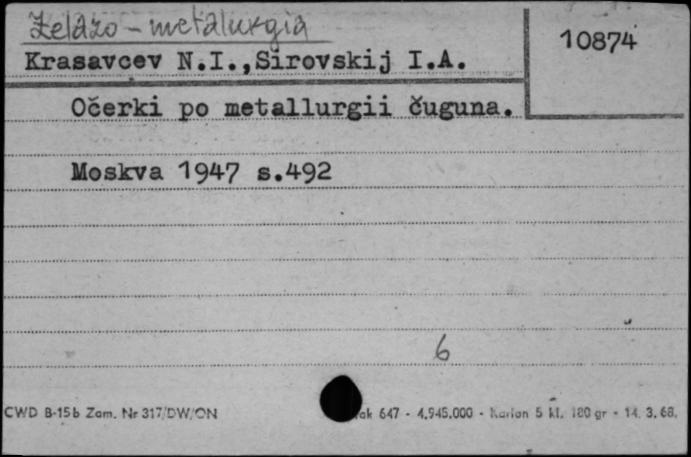 Żelazo - metalurgia
10874
Krasavcev N.I.,Sirovskij I.A.
Očerki po metallurgii čuguna.
Moskva 1947 s.492
6
CWD B-15b Zam. Nr 317/DW/ON ak 647 - 4.945.000 - Karton 5 kl. 180 gr - 14. 3. 68.